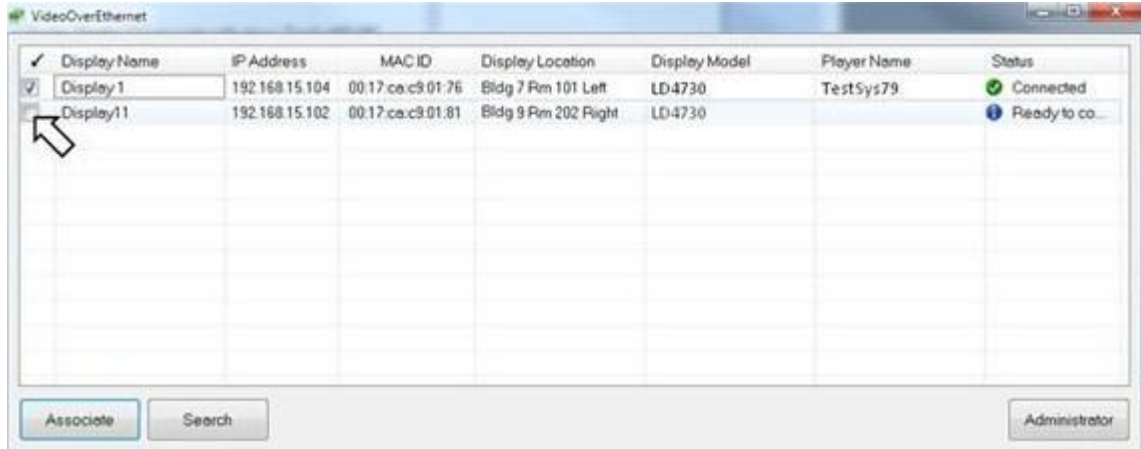 VideoOverEthernet
✓ Display Name IP Address MAC ID Display Location Display Model Player Name Status
Display 1 192.168.15.104 00:17:ca:c9:01:76 Bldg 7 Rm 101 Left LD4730 TestSys79 Connected
Display11 192.168.15.102 00:17:ca:c9:01:81 Bldg 9 Rm 202 Right LD4730 Ready to co...
Associate Search Administrator